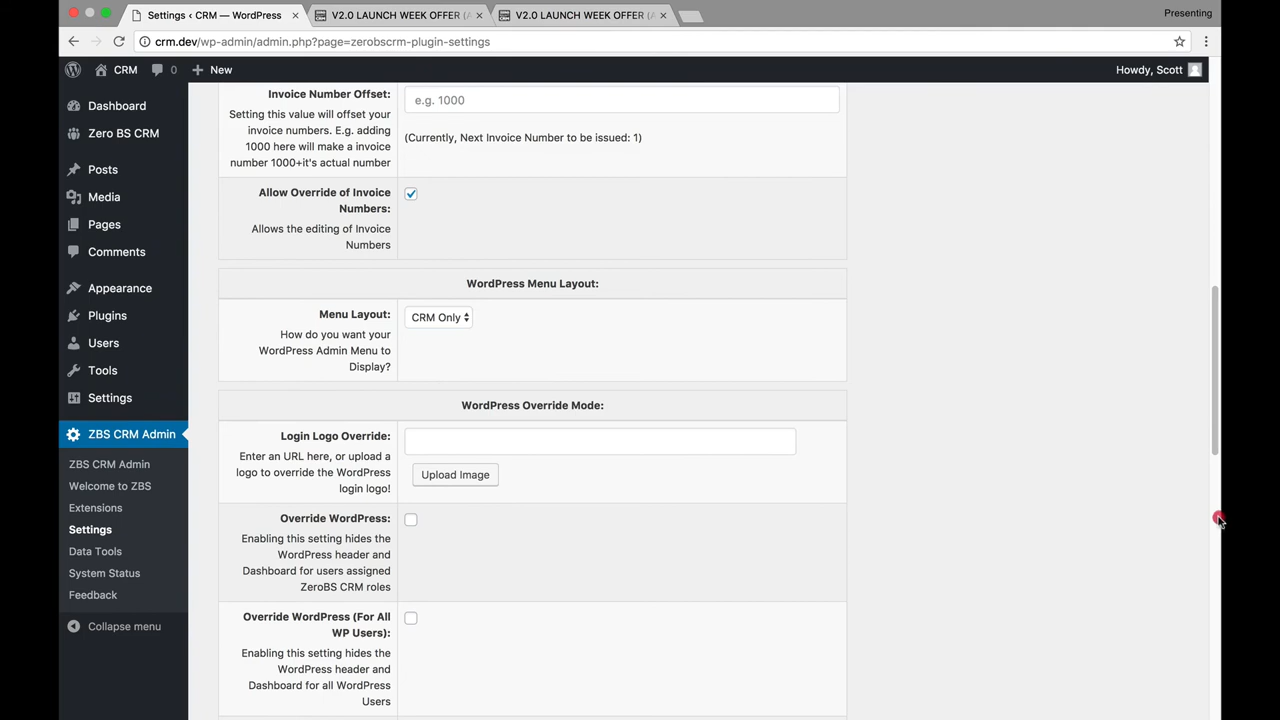 Settings ‹ CRM — WordPress
V2.0 LAUNCH WEEK OFFER (A
V2.0 LAUNCH WEEK OFFER (A
Presenting
crm.dev/wp-admin/admin.php?page=zerobscrm-plugin-settings
CRM
0
New
Howdy, Scott
Dashboard
Zero BS CRM
Posts
Media
Pages
Comments
Appearance
Plugins
Users
Tools
Settings
ZBS CRM Admin
ZBS CRM Admin
Welcome to ZBS
Extensions
Settings
Data Tools
System Status
Feedback
Collapse menu
Invoice Number Offset:
Setting this value will offset your
invoice numbers. E.g. adding
1000 here will make a invoice
number 1000+it's actual number
e.g. 1000
(Currently, Next Invoice Number to be issued: 1)
Allow Override of Invoice
Numbers:
Allows the editing of Invoice
Numbers
WordPress Menu Layout:
Menu Layout:
How do you want your
WordPress Admin Menu to
Display?
CRM Only
WordPress Override Mode:
Login Logo Override:
Enter an URL here, or upload a
logo to override the WordPress
login logo!
Upload Image
Override WordPress:
Enabling this setting hides the
WordPress header and
Dashboard for users assigned
ZeroBS CRM roles
Override WordPress (For All
WP Users):
Enabling this setting hides the
WordPress header and
Dashboard for all WordPress
Users